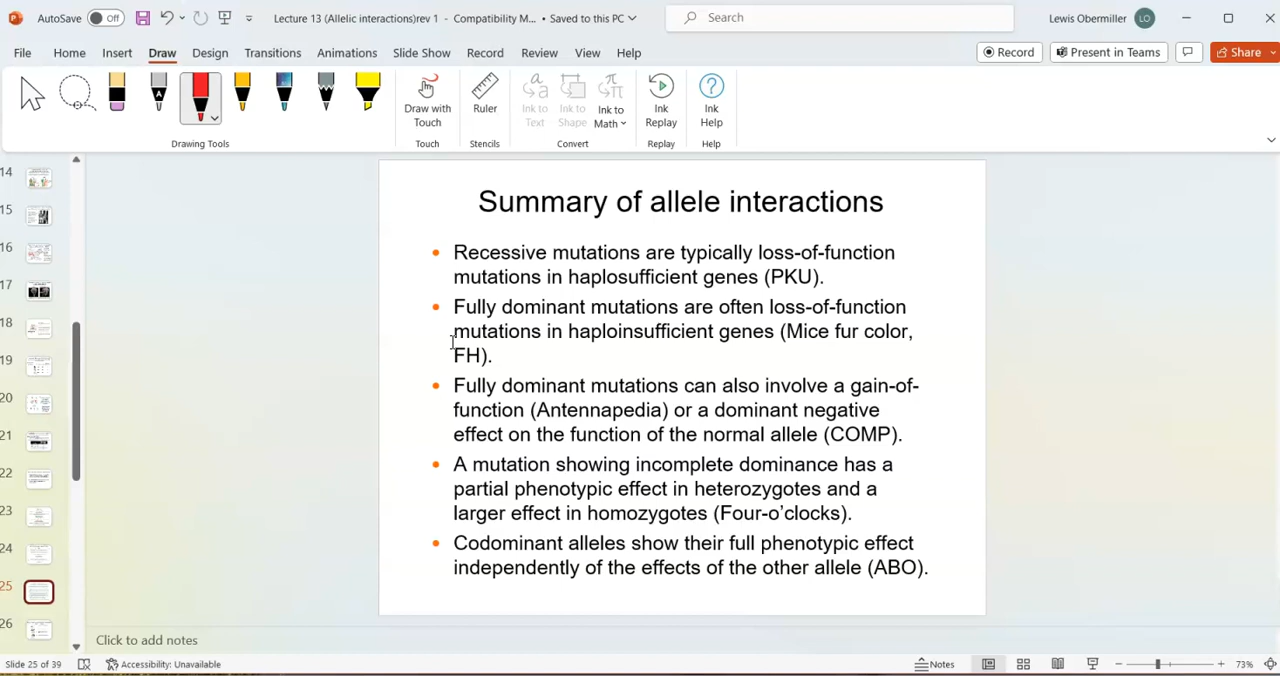 AutoSave Off Lecture 13 (Allelic interactions)rev 1 - Compatibility M... • Saved to this PC Search Lewis Obermiller LO
File Home Insert Draw Design Transitions Animations Slide Show Record Review View Help Record Present in Teams Share
Draw with Touch
Ruler
Ink to Text
Ink to Shape
Ink to Math
Ink Replay
Ink Help
Drawing Tools Touch Stencils Convert Replay Help
14
15
16
17
18
19
20
21
22
23
24
25
26
Summary of allele interactions
• Recessive mutations are typically loss-of-function
mutations in haplosufficient genes (PKU).
• Fully dominant mutations are often loss-of-function
mutations in haploinsufficient genes (Mice fur color,
FH).
• Fully dominant mutations can also involve a gain-of-
function (Antennapedia) or a dominant negative
effect on the function of the normal allele (COMP).
• A mutation showing incomplete dominance has a
partial phenotypic effect in heterozygotes and a
larger effect in homozygotes (Four-o’clocks).
• Codominant alleles show their full phenotypic effect
independently of the effects of the other allele (ABO).
Click to add notes
Slide 25 of 39 Accessibility: Unavailable Notes 73%